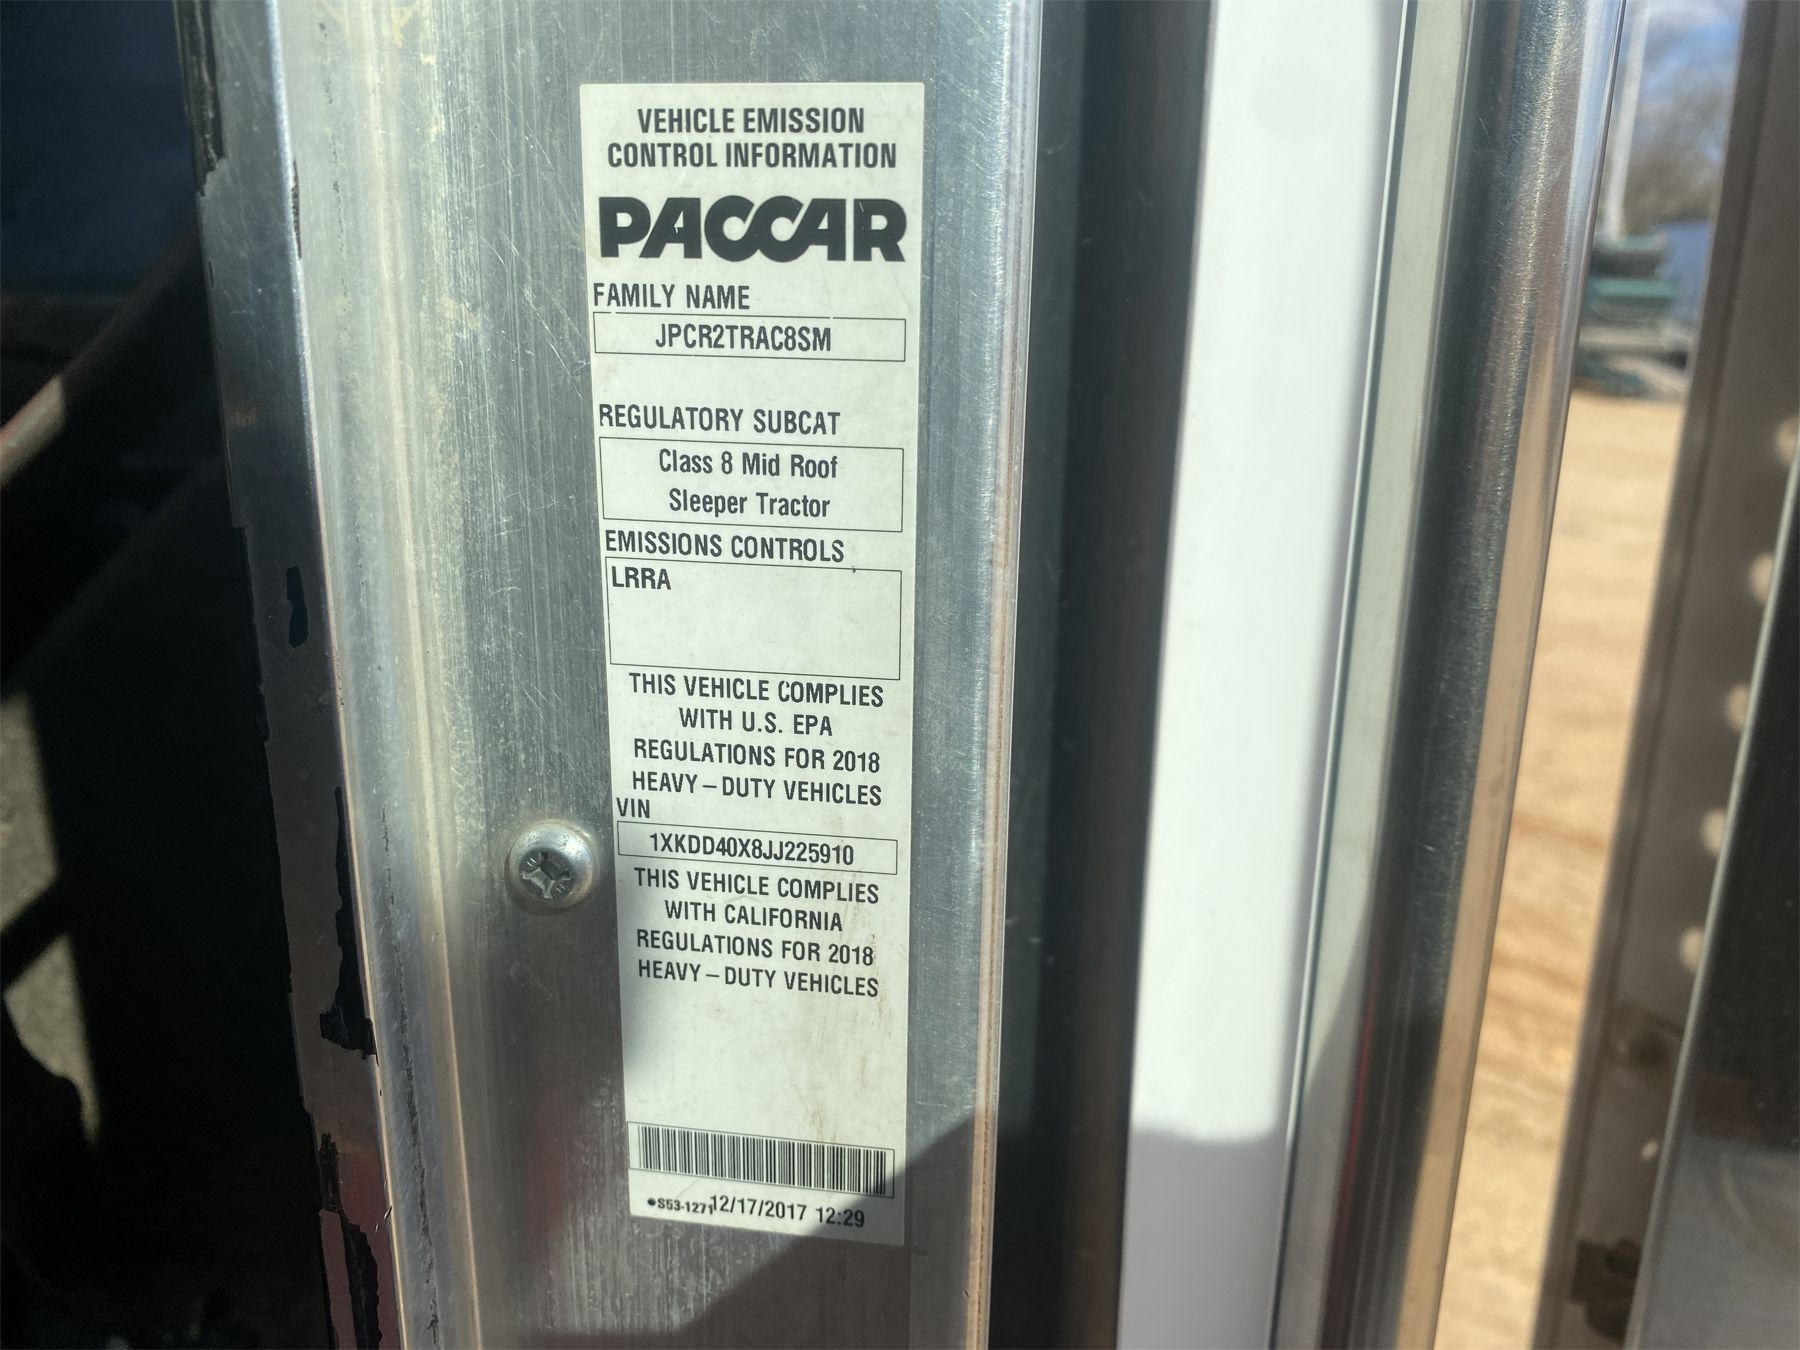 VEHICLE EMISSION
CONTROL INFORMATION
PACCAR
FAMILY NAME
JPCR2TRAC8SM
REGULATORY SUBCAT
Class 8 Mid Roof
Sleeper Tractor
EMISSIONS CONTROLS
LRRA
THIS VEHICLE COMPLIES
WITH U.S. EPA
REGULATIONS FOR 2018
HEAVY – DUTY VEHICLES
VIN
1XKDD40X8JJ225910
THIS VEHICLE COMPLIES
WITH CALIFORNIA
REGULATIONS FOR 2018
HEAVY – DUTY VEHICLES
•S53-1271 12/17/2017 12:29